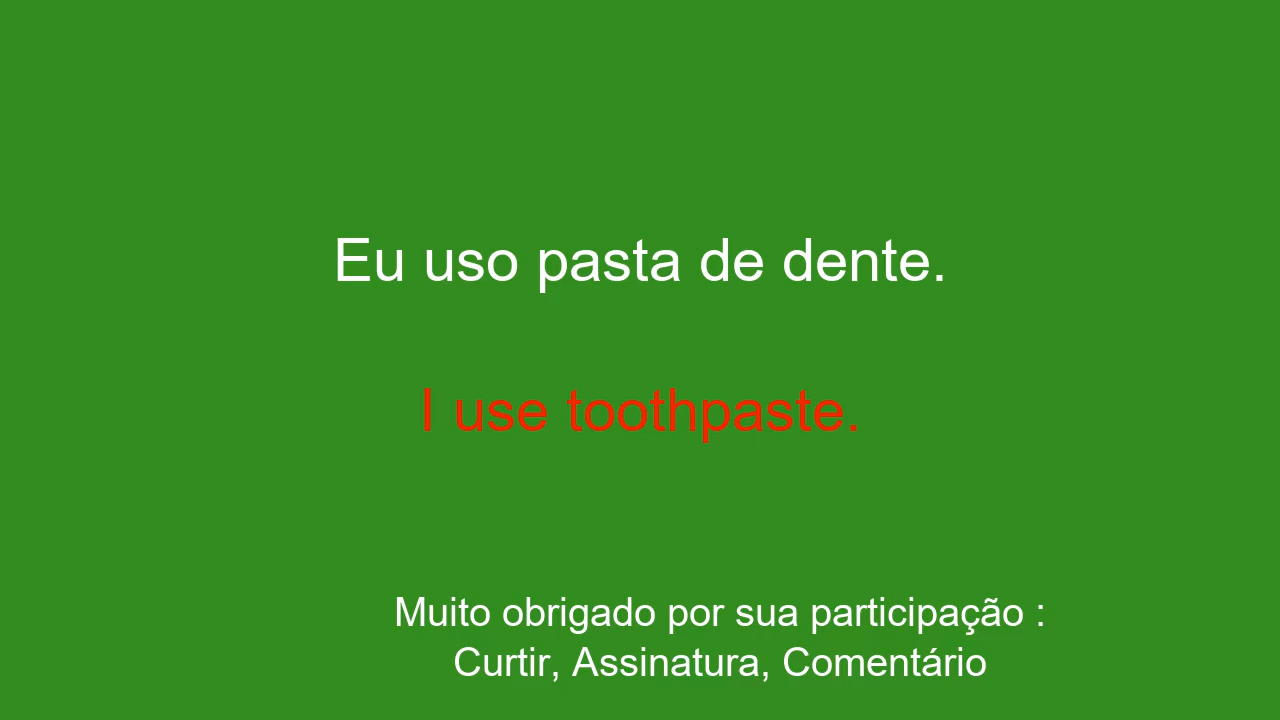 Eu uso pasta de dente.
I use toothpaste.
Muito obrigado por sua participação :
Curtir, Assinatura, Comentário